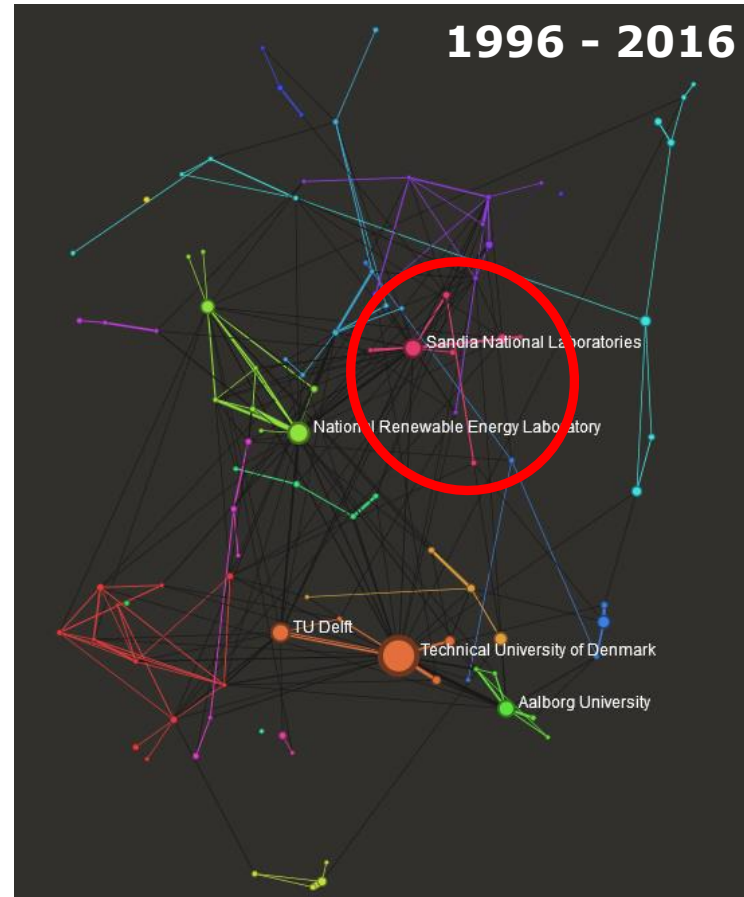 1996 - 2016
Sandia National Laboratories
National Renewable Energy Laboratory
TU Delft
Technical University of Denmark
Aalborg University